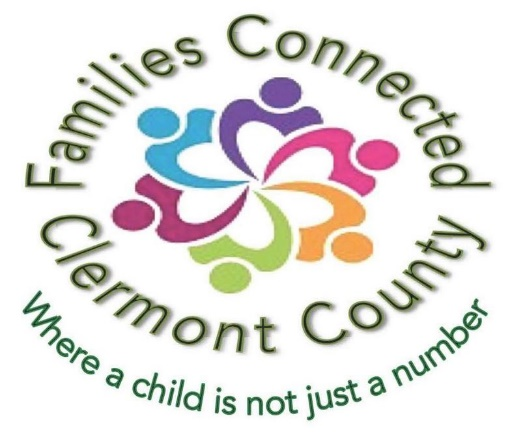 Families Connected
Clermont County
Where a child is not just a number